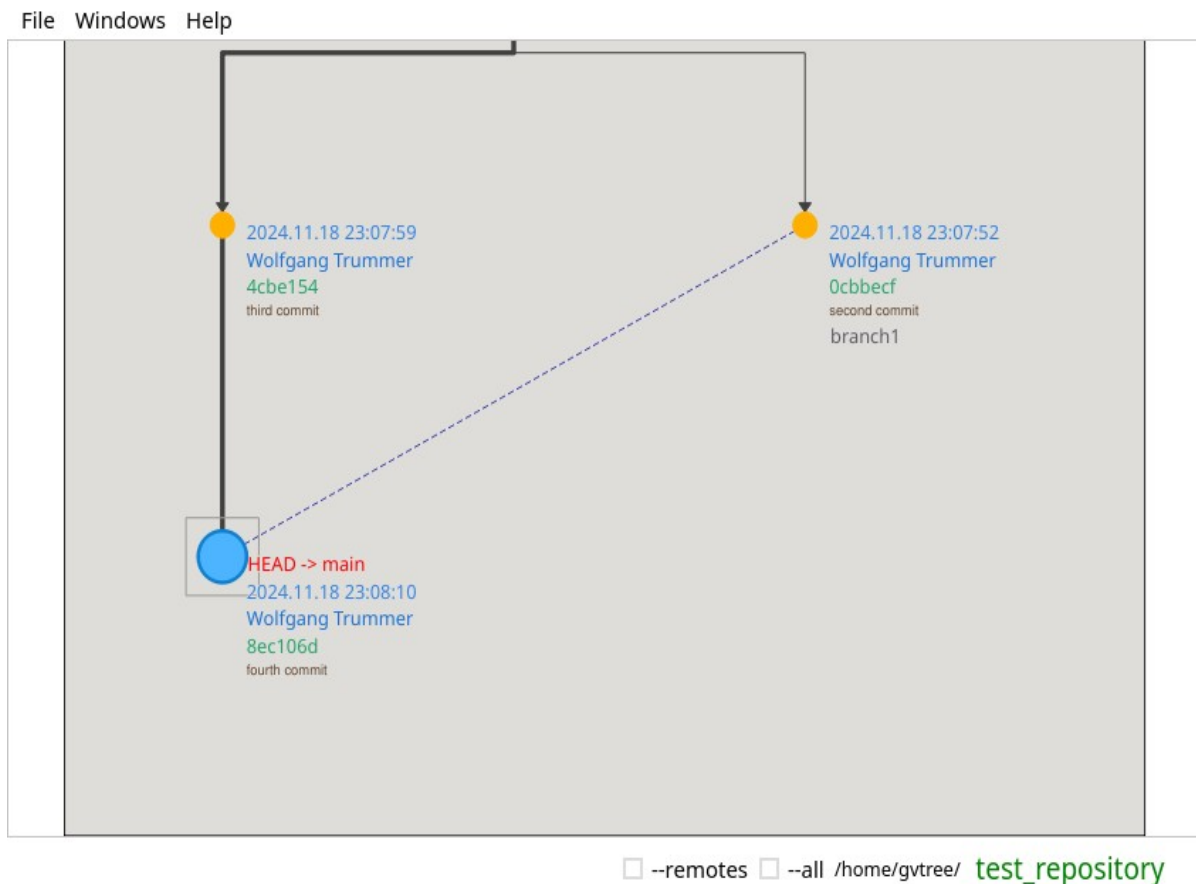 File Windows Help
2024.11.18 23:07:59
Wolfgang Trummer
4cbe154
third commit
2024.11.18 23:07:52
Wolfgang Trummer
0cbbecf
second commit
branch1
HEAD -> main
2024.11.18 23:08:10
Wolfgang Trummer
8ec106d
fourth commit
--remotes --all /home/gvtree/ test_repository